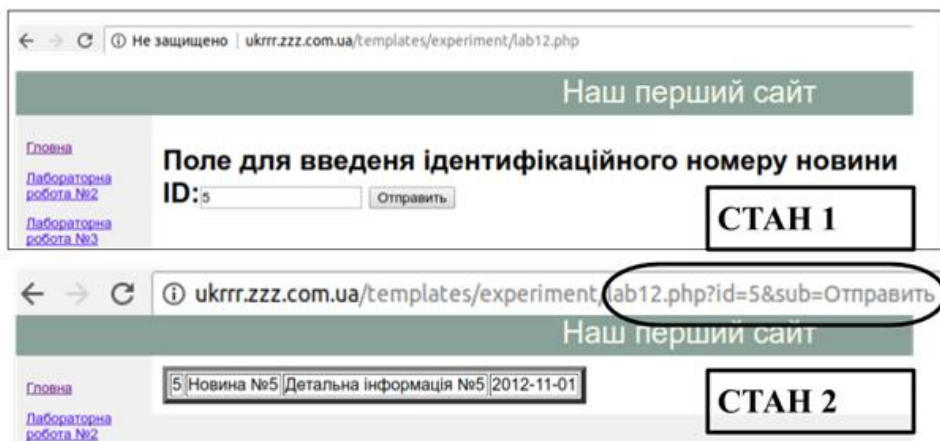 Не защищено | ukrrr.zzz.com.ua/templates/experiment/lab12.php
Наш перший сайт
Гловна
Лабораторна
робота №2
Лабораторна
робота №3
Поле для введеня ідентифікаційного номеру новини
ID: 5 Отправить
СТАН 1
ukrrr.zzz.com.ua/templates/experiment/lab12.php?id=5&sub=Отправить
Наш перший сайт
Гловна
Лабораторна
робота №2
5 Новина №5 Детальна інформація №5 2012-11-01
СТАН 2